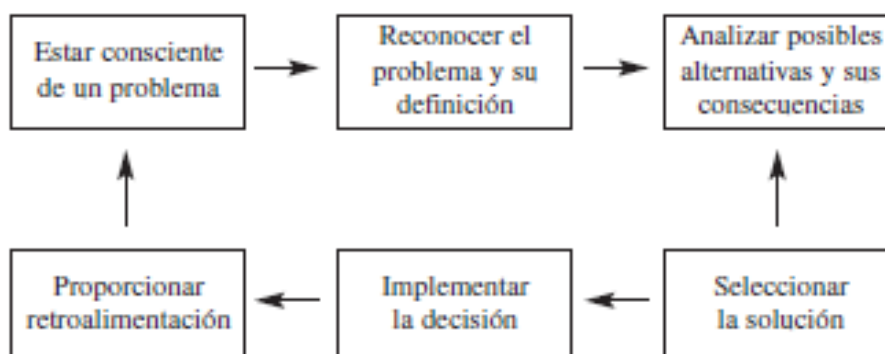 Estar consciente
de un problema
Reconocer el
problema y su
definición
Analizar posibles
alternativas y sus
consecuencias
Proporcionar
retroalimentación
Implementar
la decisión
Seleccionar
la solución